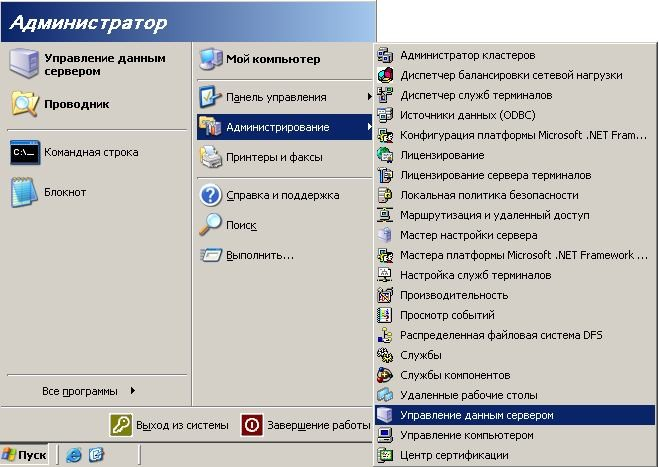 Администратор
Управление данным
сервером
Проводник
Командная строка
Блокнот
Все программы
Мой компьютер
Панель управления
Администрирование
Принтеры и факсы
Справка и поддержка
Поиск
Выполнить...
Администратор кластеров
Диспетчер балансировки сетевой нагрузки
Диспетчер служб терминалов
Источники данных (ODBC)
Конфигурация платформы Microsoft .NET Fram...
Лицензирование
Лицензирование сервера терминалов
Локальная политика безопасности
Маршрутизация и удаленный доступ
Мастер настройки сервера
Мастера платформы Microsoft .NET Framework ...
Настройка служб терминалов
Производительность
Просмотр событий
Распределенная файловая система DFS
Службы
Службы компонентов
Удаленные рабочие столы
Управление данным сервером
Управление компьютером
Центр сертификации
Выход из системы
Завершение работы
Пуск